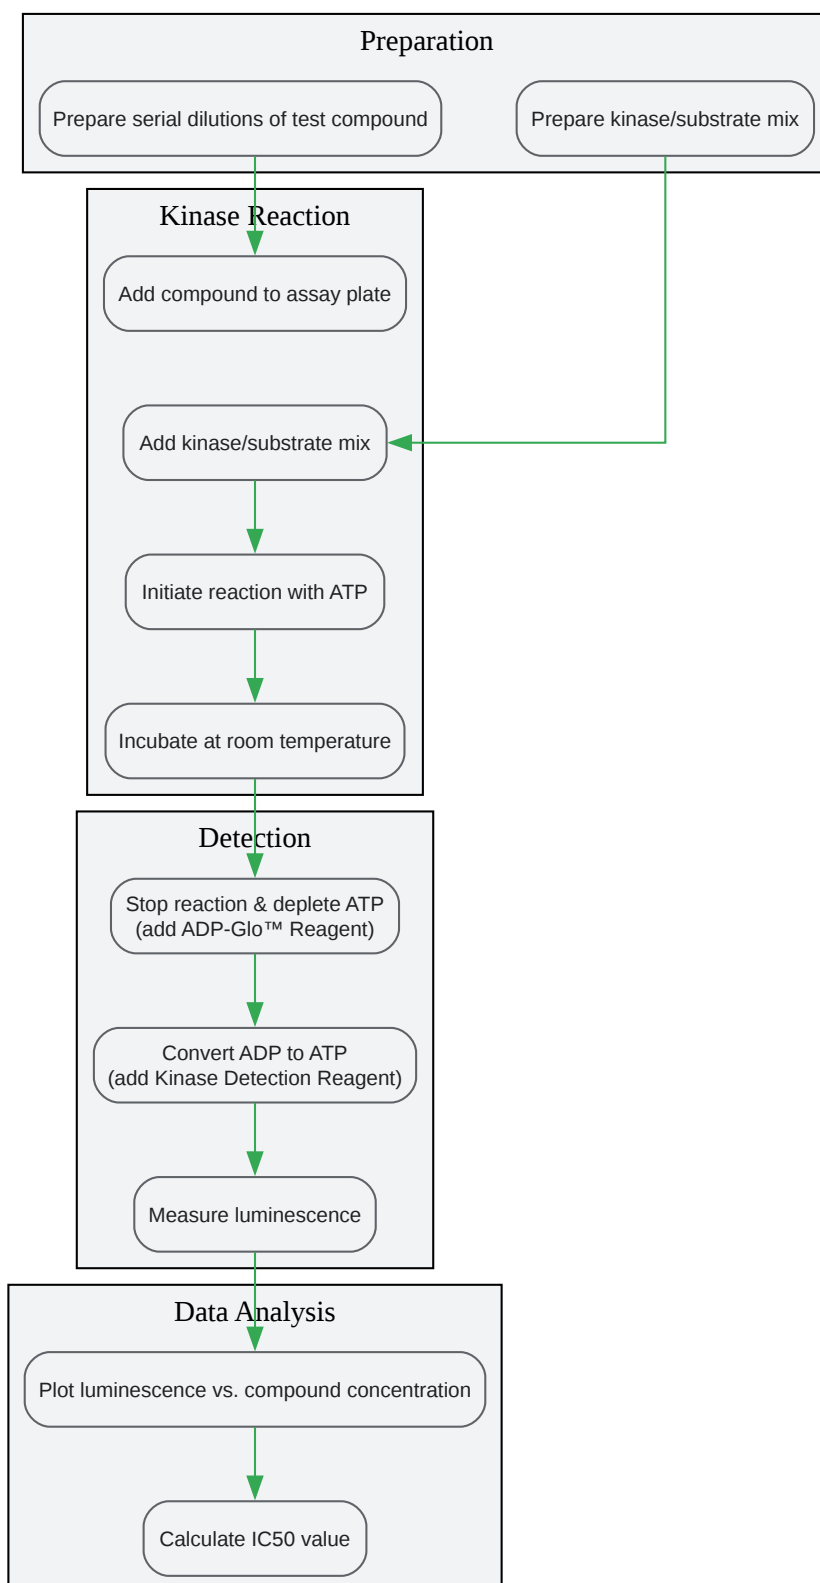 Preparation
Prepare serial dilutions of test compound
Prepare kinase/substrate mix
Kinase Reaction
Add compound to assay plate
Add kinase/substrate mix
Initiate reaction with ATP
Incubate at room temperature
Detection
Stop reaction & deplete ATP
(add ADP-Glo™ Reagent)
Convert ADP to ATP
(add Kinase Detection Reagent)
Measure luminescence
Data Analysis
Plot luminescence vs. compound concentration
Calculate IC50 value